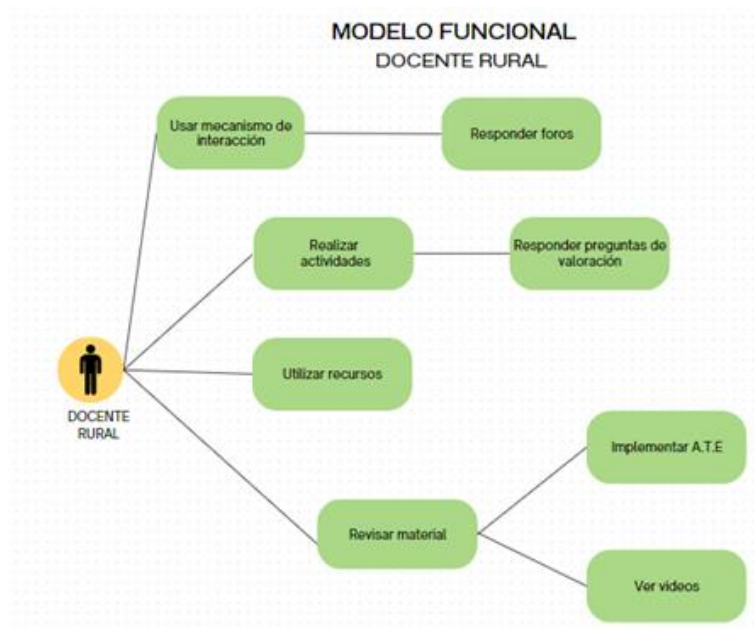 MODELO FUNCIONAL
DOCENTE RURAL
Usar mecanismo de
interacción
Responder foros
Realizar
actividades
Responder preguntas de
valoración
Utilizar recursos
DOCENTE
RURAL
Implementar A.T.E
Revisar material
Ver videos